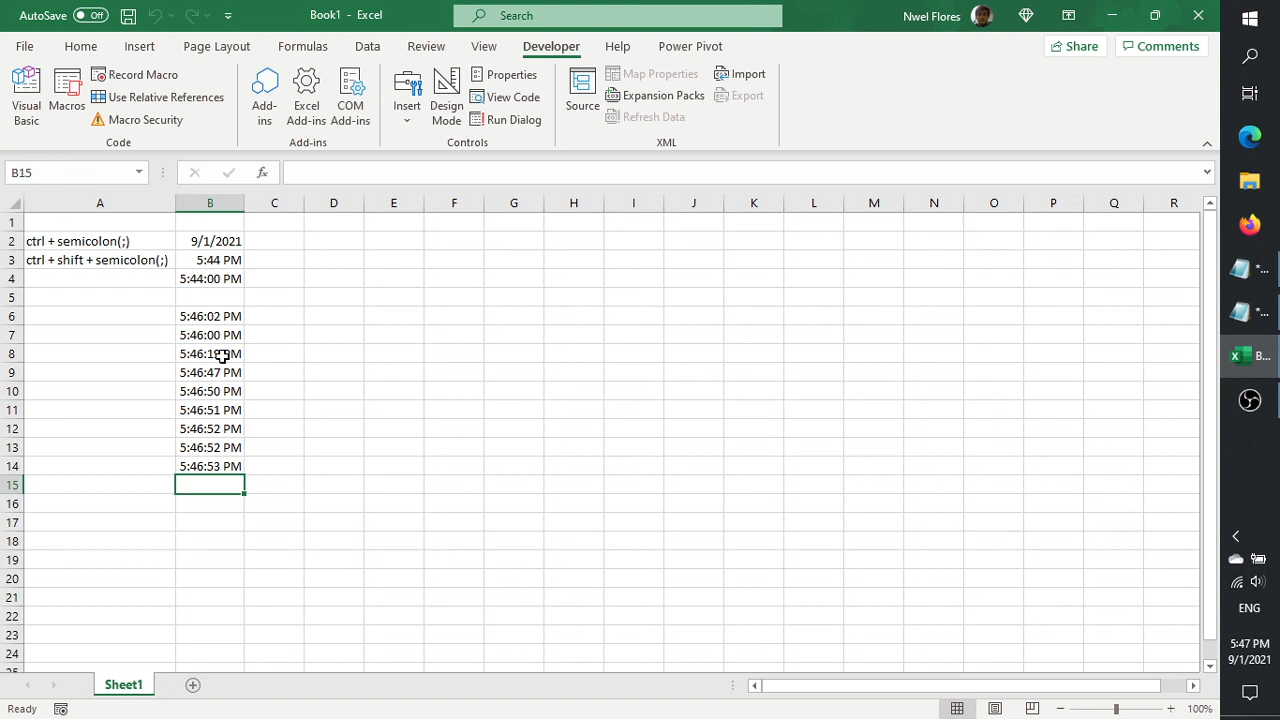 AutoSave Off Book1 - Excel Search Nwel Flores
File Home Insert Page Layout Formulas Data Review View Developer Help Power Pivot Share Comments
Visual Basic
Macros
Record Macro
Use Relative References
Macro Security
Code
Add-ins
Excel Add-ins
COM Add-ins
Add-ins
Insert
Design Mode
Properties
View Code
Run Dialog
Controls
Source
Map Properties
Expansion Packs
Refresh Data
Import
Export
XML
B15 fx
A B C D E F G H I J K L M N O P Q R
1
2 ctrl + semicolon(;) 9/1/2021
3 ctrl + shift + semicolon(;) 5:44 PM
4 5:44:00 PM
5
6 5:46:02 PM
7 5:46:00 PM
8 PM
9 5:46:47 PM
10 5:46:50 PM
11 5:46:51 PM
12 5:46:52 PM
13 5:46:52 PM
14 5:46:53 PM
15
16
17
18
19
20
21
22
23
24
Sheet1
Ready 100%
*...
*...
B...
ENG
5:47 PM
9/1/2021